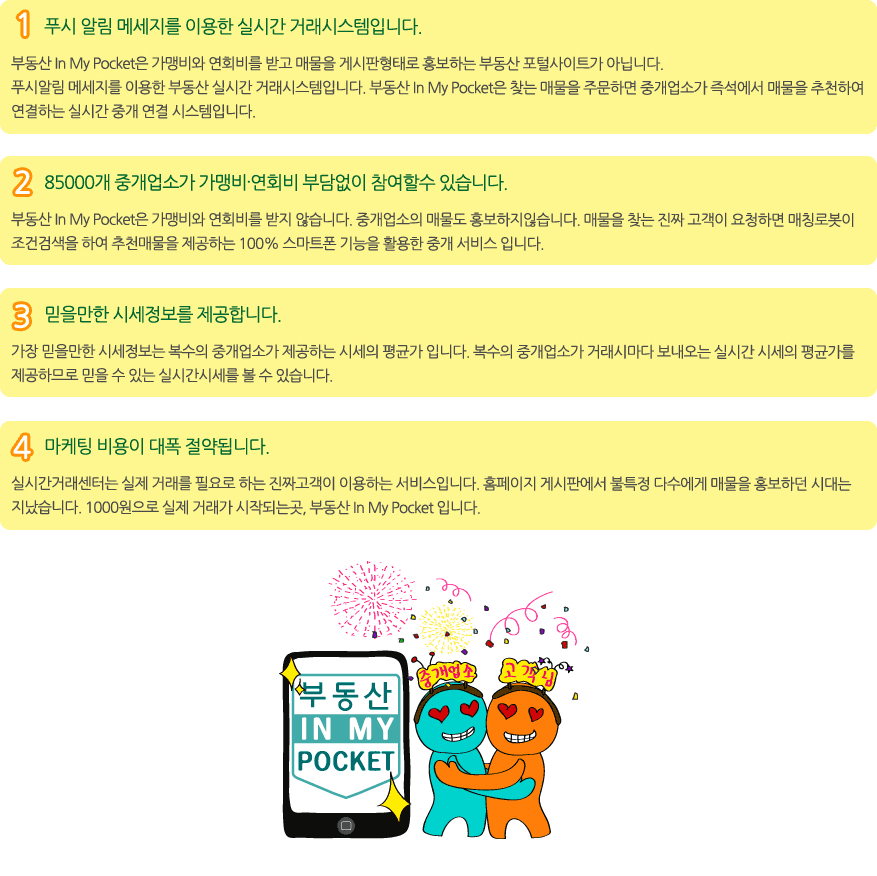 1 푸시 알림 메세지를 이용한 실시간 거래시스템입니다.
부동산 In My Pocket은 가맹비와 연회비를 받고 매물을 게시판형태로 홍보하는 부동산 포털사이트가 아닙니다.
푸시알림 메세지를 이용한 부동산 실시간 거래시스템입니다. 부동산 In My Pocket은 찾는 매물을 주문하면 중개업소가 즉석에서 매물을 추천하여
연결하는 실시간 중개 연결 시스템입니다.
2 85000개 중개업소가 가맹비·연회비 부담없이 참여할수 있습니다.
부동산 In My Pocket은 가맹비와 연회비를 받지 않습니다. 중개업소의 매물도 홍보하지않습니다. 매물을 찾는 진짜 고객이 요청하면 매칭로봇이
조건검색을 하여 추천매물을 제공하는 100% 스마트폰 기능을 활용한 중개 서비스 입니다.
3 믿을만한 시세정보를 제공합니다.
가장 믿을만한 시세정보는 복수의 중개업소가 제공하는 시세의 평균가 입니다. 복수의 중개업소가 거래시마다 보내오는 실시간 시세의 평균가를
제공하므로 믿을 수 있는 실시간시세를 볼 수 있습니다.
4 마케팅 비용이 대폭 절약됩니다.
실시간거래센터는 실제 거래를 필요로 하는 진짜고객이 이용하는 서비스입니다. 홈페이지 게시판에서 불특정 다수에게 매물을 홍보하던 시대는
지났습니다. 1000원으로 실제 거래가 시작되는곳, 부동산 In My Pocket 입니다.
중개업소
고객님
부동산
IN MY
POCKET